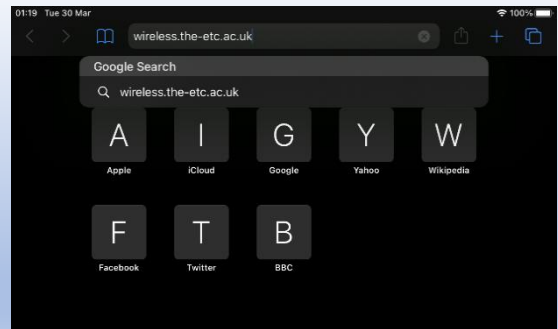 01:19 Tue 30 Mar 100%
wireless.the-etc.ac.uk
Google Search
wireless.the-etc.ac.uk
A I G Y W
Apple iCloud Google Yahoo Wikipedia
F T B
Facebook Twitter BBC